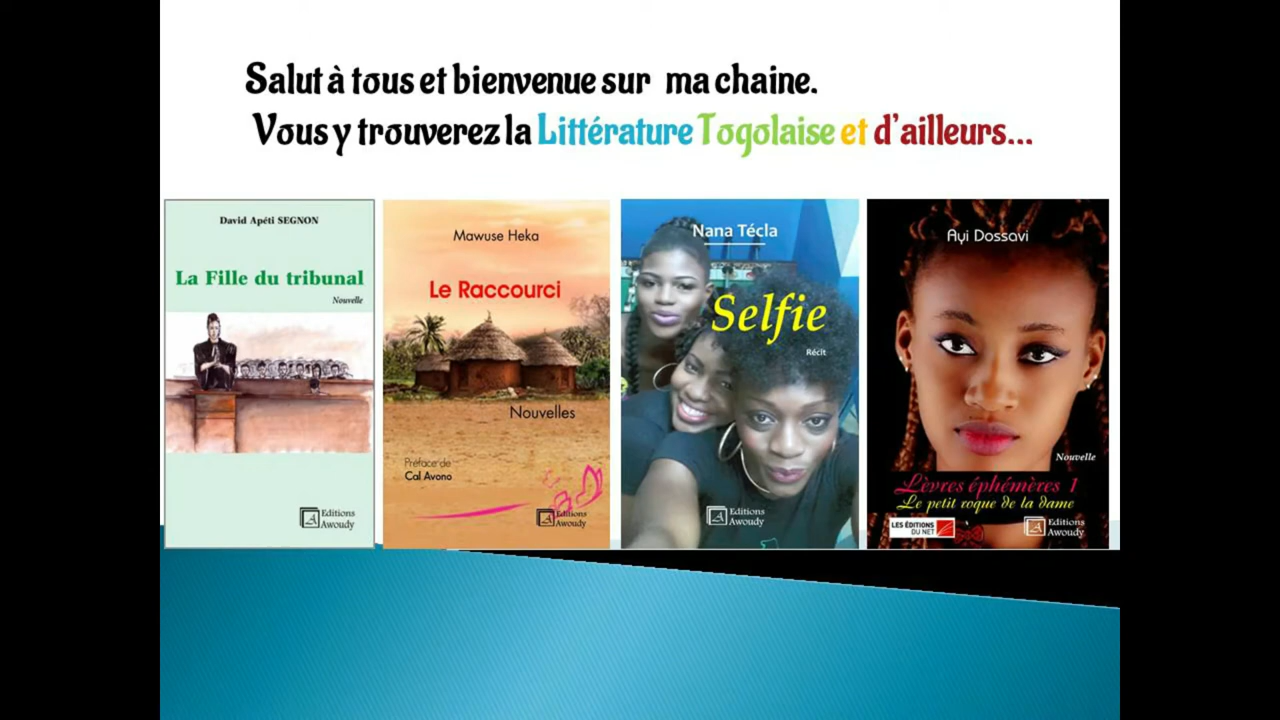 Salut à tous et bienvenue sur ma chaine.
Vous y trouverez la Littérature Togolaise et d'ailleurs...
David Apéti SEGNON
La Fille du tribunal
Nouvelle
Editions
Awoudy
Mawuse Heka
Le Raccourci
Nouvelles
Préface de
Cal Avono
Editions
Awoudy
Nana Técla
Selfie
Récit
Editions
Awoudy
Ayi Dossavi
Nouvelle
Lèvres éphémères 1
Le petit roque de la dame
LES ÉDITIONS
DU NET
Editions
Awoudy